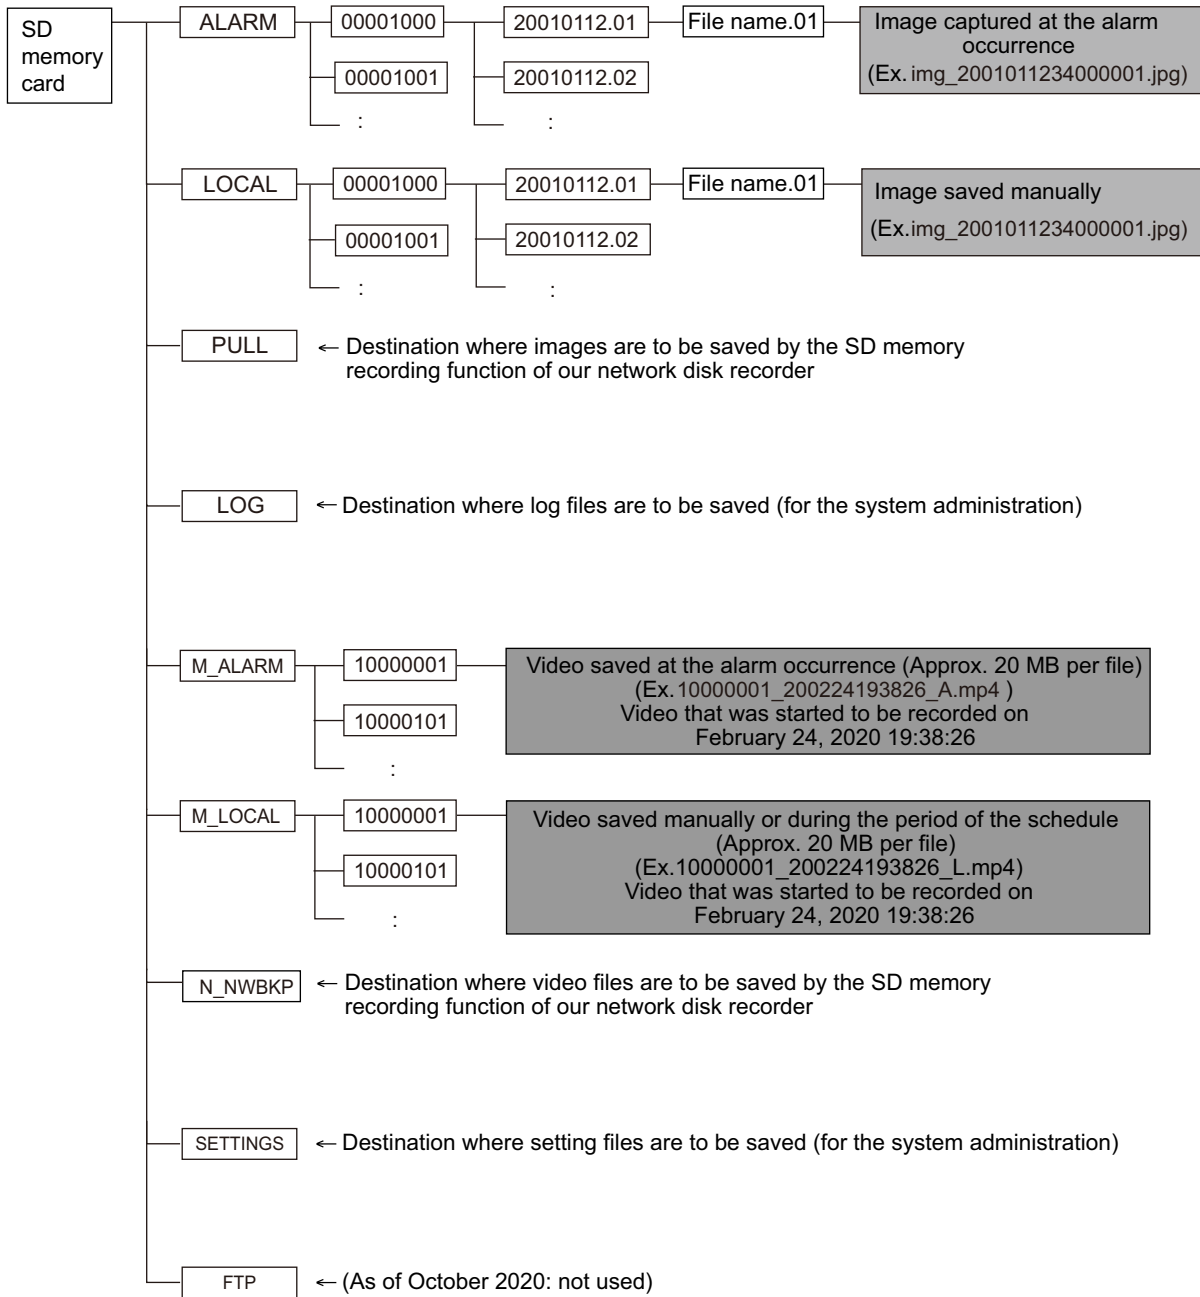 SD
memory
card
ALARM
00001000
20010112.01
File name.01
Image captured at the alarm
occurrence
(Ex. img_2001011234000001.jpg)
00001001
20010112.02
:
:
LOCAL
00001000
20010112.01
File name.01
Image saved manually
(Ex.img_2001011234000001.jpg)
00001001
20010112.02
:
:
PULL
← Destination where images are to be saved by the SD memory
recording function of our network disk recorder
LOG
← Destination where log files are to be saved (for the system administration)
M_ALARM
10000001
Video saved at the alarm occurrence (Approx. 20 MB per file)
(Ex.10000001_200224193826_A.mp4 )
Video that was started to be recorded on
February 24, 2020 19:38:26
10000101
:
M_LOCAL
10000001
Video saved manually or during the period of the schedule
(Approx. 20 MB per file)
(Ex.10000001_200224193826_L.mp4)
Video that was started to be recorded on
February 24, 2020 19:38:26
10000101
:
N_NWBKP
← Destination where video files are to be saved by the SD memory
recording function of our network disk recorder
SETTINGS
← Destination where setting files are to be saved (for the system administration)
FTP
← (As of October 2020: not used)